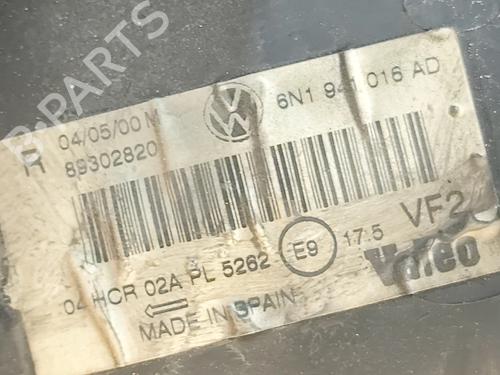 B-PARTS
R 04/05/00 M 6N1 941 016 AD
89302820
04 HCR 02A PL 5262 E9 17.5 VF2
MADE IN SPAIN Valeo